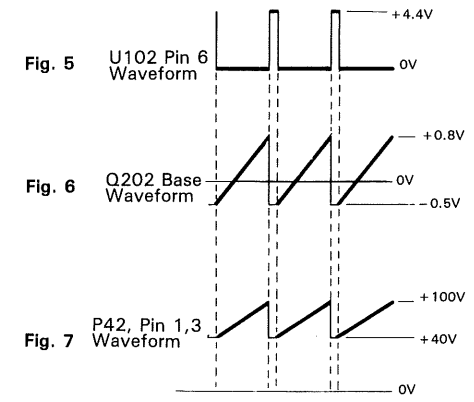 +4.4V
Fig. 5 U102 Pin 6
Waveform
0V
+0.8V
Fig. 6 Q202 Base
Waveform
0V
-0.5V
+100V
Fig. 7 P42, Pin 1,3
Waveform
+40V
0V